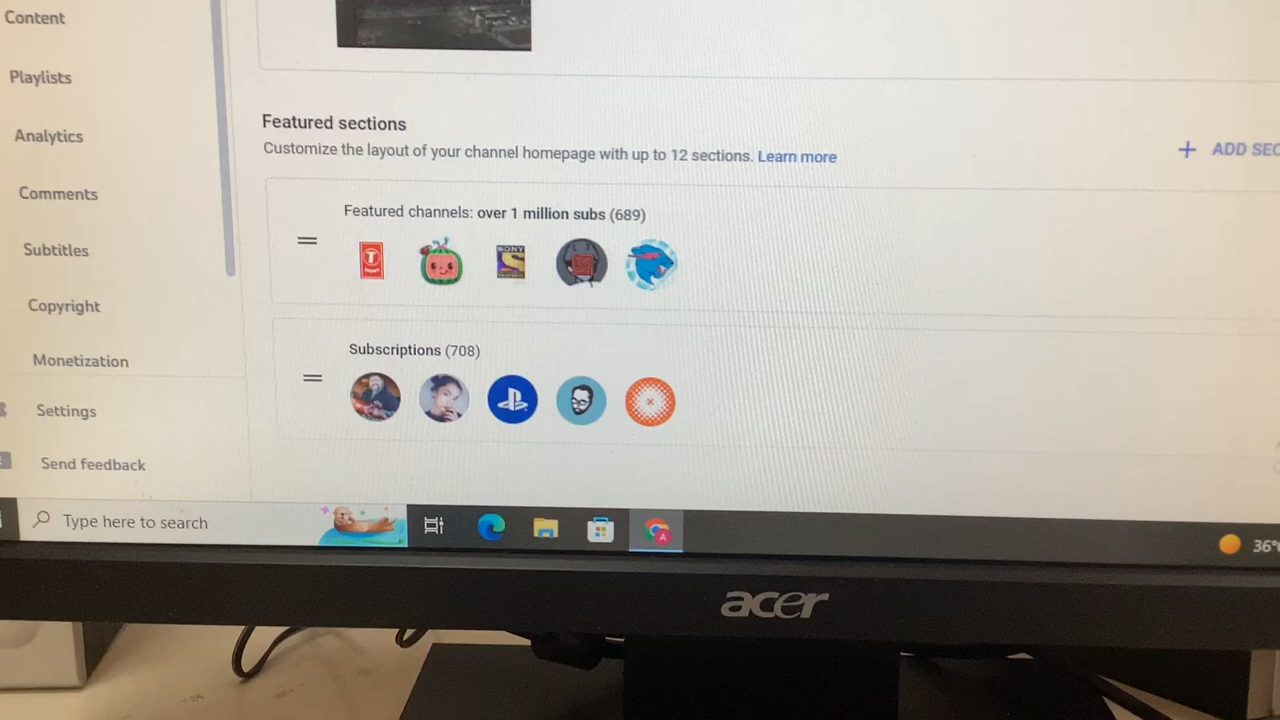 Content
Playlists
Analytics
Comments
Subtitles
Copyright
Monetization
Settings
Send feedback
Featured sections
Customize the layout of your channel homepage with up to 12 sections. Learn more
+ ADD SEC
Featured channels: over 1 million subs (689)
T
SONY
Subscriptions (708)
Type here to search
A
36°
acer